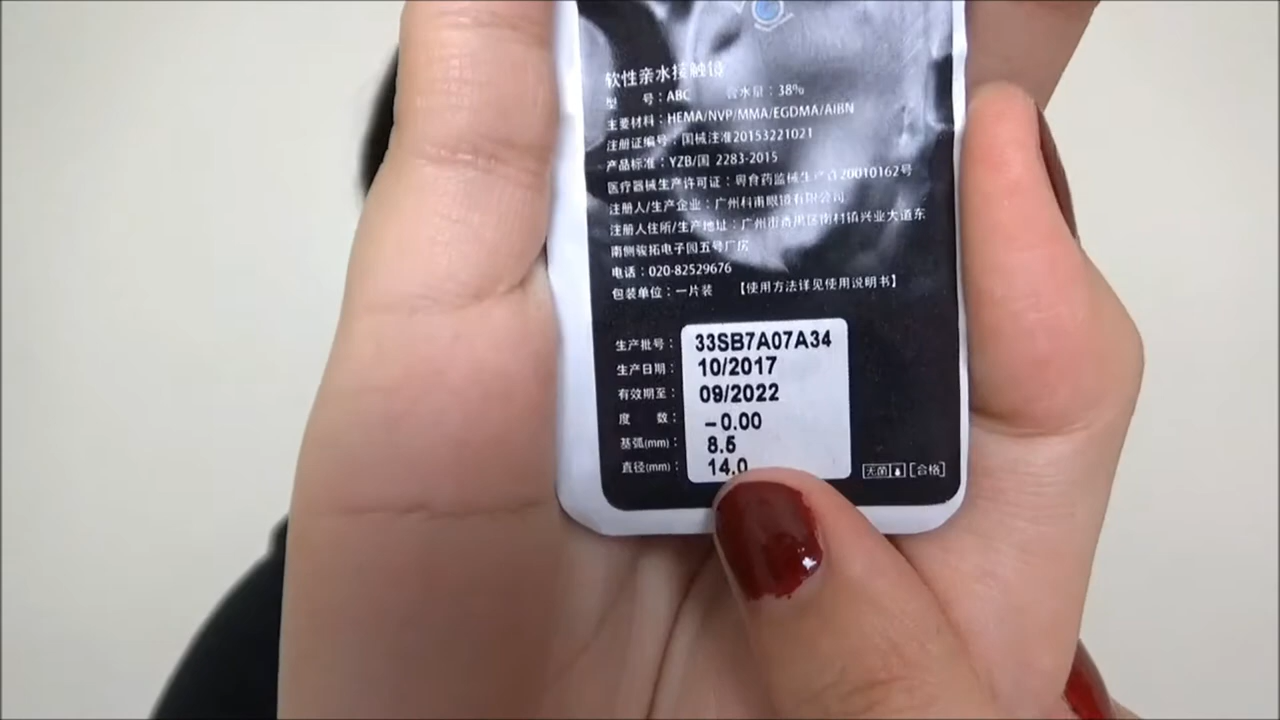 软性亲水接触镜
型 号：ABC 含水量：38%
主要材料：HEMA/NVP/MMA/EGDMA/AIBN
注册证编号：国械注准20153221021
产品标准：YZB/国 2283-2015
医疗器械生产许可证：粤食药监械生产许20010162号
注册人/生产企业：广州科甫眼镜有限公司
注册人住所/生产地址：广州市番禺区南村镇兴业大道东
南侧骏拓电子园五号厂房
电话：020-82529676
包装单位：一片装 【使用方法详见使用说明书】
生产批号： 33SB7A07A34
生产日期： 10/2017
有效期至： 09/2022
度 数： -0.00
基弧(mm)： 8.5
直径(mm)： 14.0
无菌 [合格]